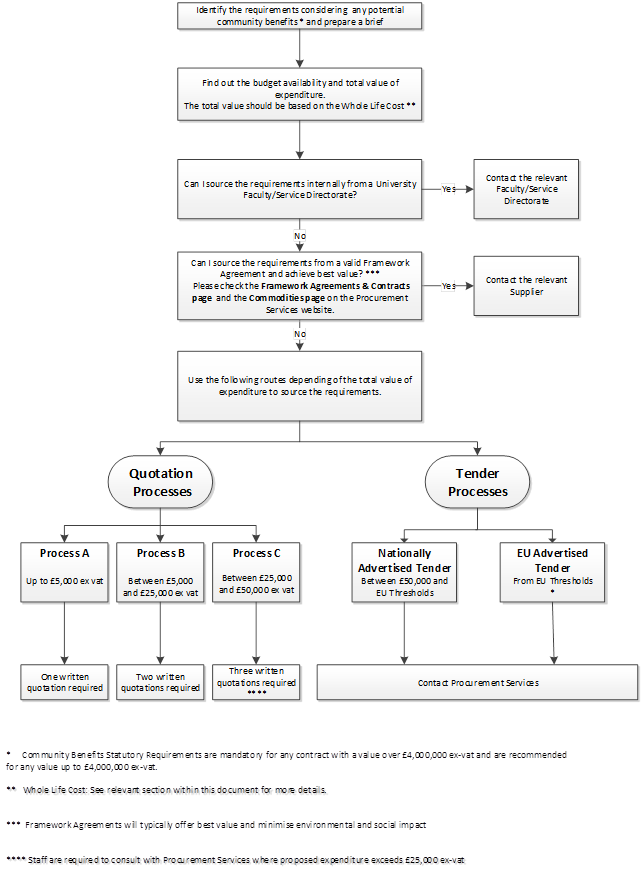 Identify the requirements considering any potential
community benefits * and prepare a brief
Find out the budget availability and total value of
expenditure.
The total value should be based on the Whole Life Cost **
Can I source the requirements internally from a University
Faculty/Service Directorate?
Yes
Contact the relevant
Faculty/Service
Directorate
No
Can I source the requirements from a valid Framework
Agreement and achieve best value? ***
Please check the Framework Agreements & Contracts
page and the Commodities page on the Procurement
Services website.
Yes
Contact the relevant
Supplier
No
Use the following routes depending of the total value of
expenditure to source the requirements.
Quotation
Processes
Tender
Processes
Process A
Up to £5,000 ex vat
Process B
Between £5,000
and £25,000 ex vat
Process C
Between £25,000
and £50,000 ex vat
Nationally
Advertised Tender
Between £50,000 and
EU Thresholds
EU Advertised
Tender
From EU Thresholds
*
One written
quotation required
Two written
quotations required
Three written
quotations required
****
Contact Procurement Services
* Community Benefits Statutory Requirements are mandatory for any contract with a value over £4,000,000 ex-vat and are recommended
for any value up to £4,000,000 ex-vat.
** Whole Life Cost: See relevant section within this document for more details.
*** Framework Agreements will typically offer best value and minimise environmental and social impact
**** Staff are required to consult with Procurement Services where proposed expenditure exceeds £25,000 ex-vat